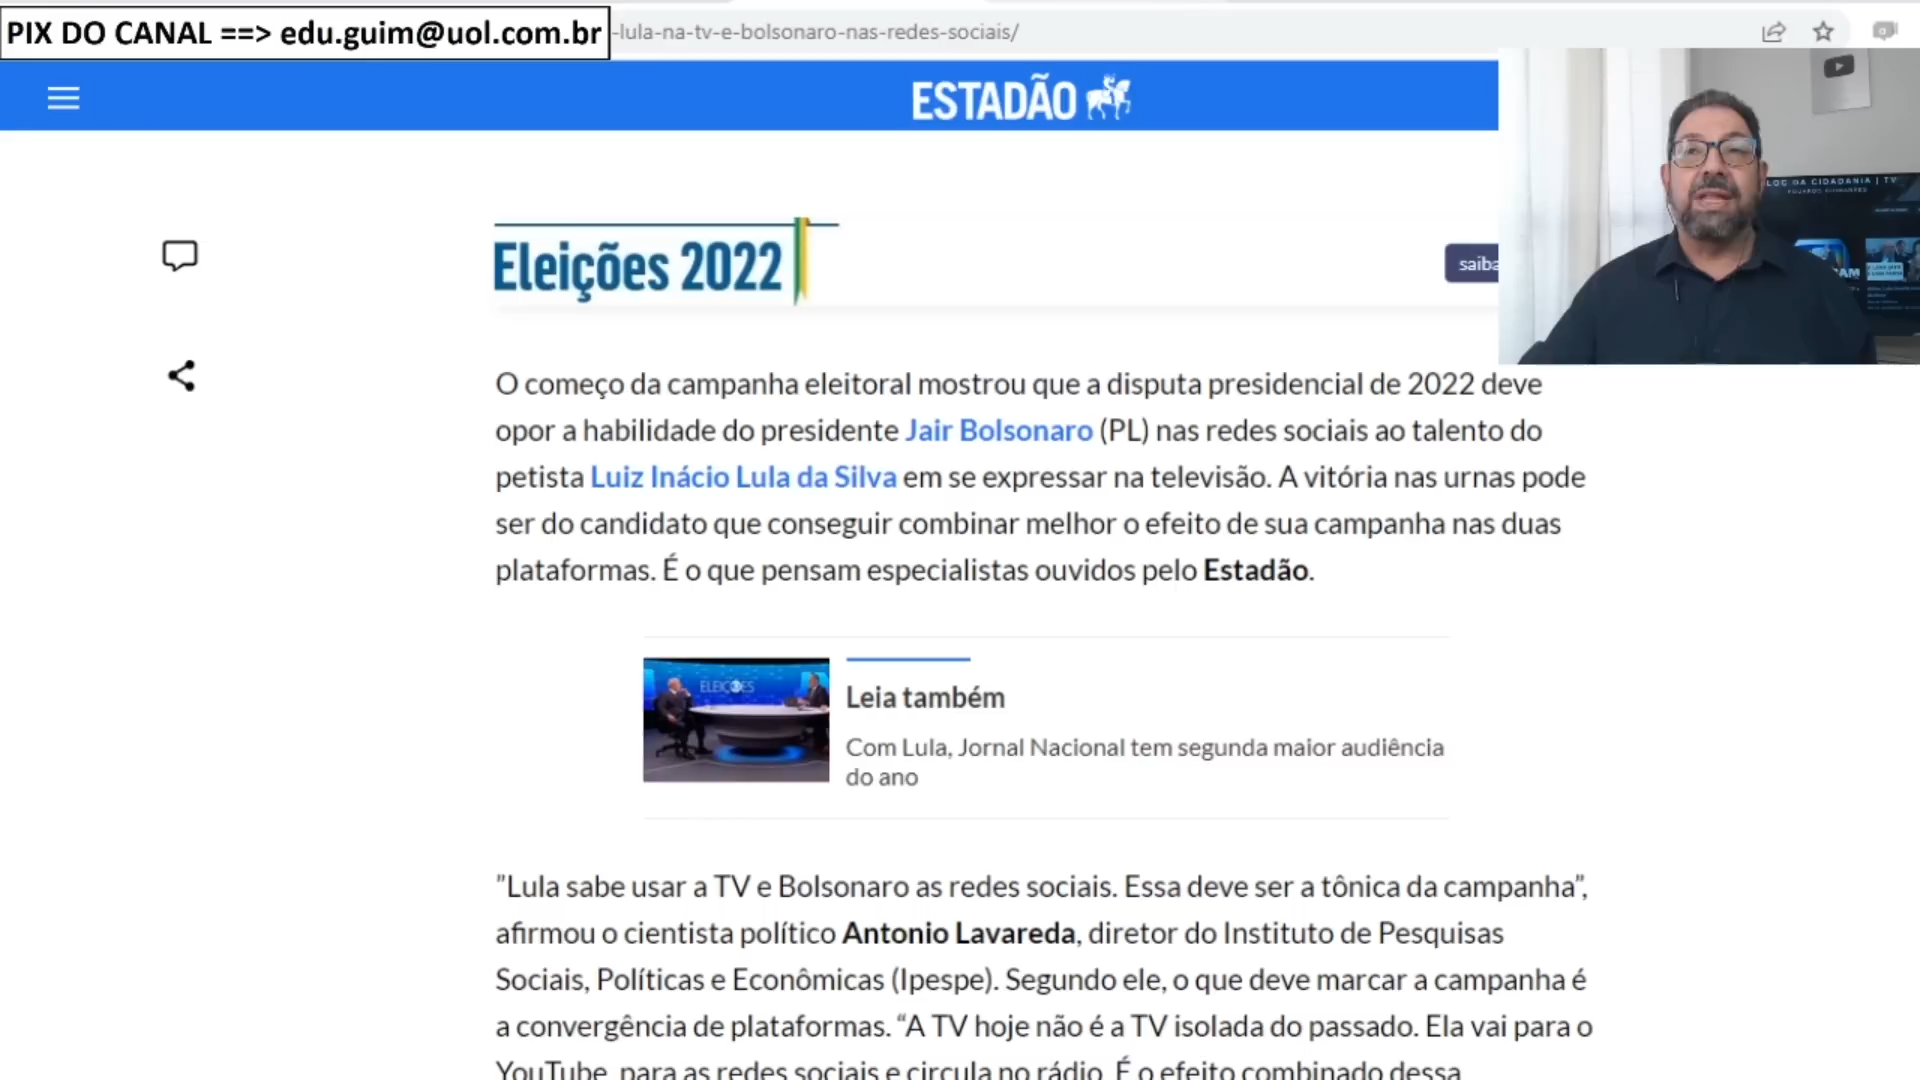 PIX DO CANAL ==> edu.guim@uol.com.br
-lula-na-tv-e-bolsonaro-nas-redes-sociais/
ESTADÃO
BLOG DA CIDADANIA | TV
EDUARDO GUIMARÃES
Eleições 2022
saiba
O começo da campanha eleitoral mostrou que a disputa presidencial de 2022 deve
opor a habilidade do presidente Jair Bolsonaro (PL) nas redes sociais ao talento do
petista Luiz Inácio Lula da Silva em se expressar na televisão. A vitória nas urnas pode
ser do candidato que conseguir combinar melhor o efeito de sua campanha nas duas
plataformas. É o que pensam especialistas ouvidos pelo Estadão.
ELEIÇÕES
Leia também
Com Lula, Jornal Nacional tem segunda maior audiência
do ano
”Lula sabe usar a TV e Bolsonaro as redes sociais. Essa deve ser a tônica da campanha”,
afirmou o cientista político Antonio Lavareda, diretor do Instituto de Pesquisas
Sociais, Políticas e Econômicas (Ipespe). Segundo ele, o que deve marcar a campanha é
a convergência de plataformas. “A TV hoje não é a TV isolada do passado. Ela vai para o
YouTube, para as redes sociais e circula no rádio. É o efeito combinado dessa